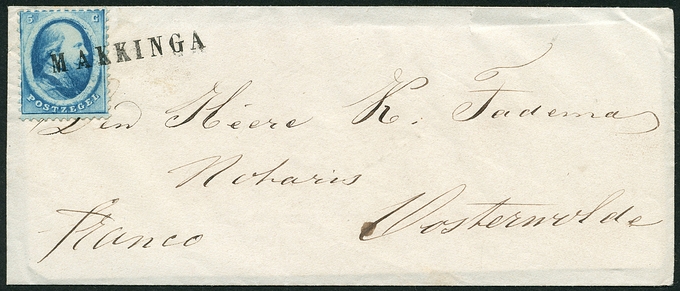 5 C
POSTZEGEL
MAKKINGA
Den Heere K. Tadema
Notaris
Franco Oosterwolde